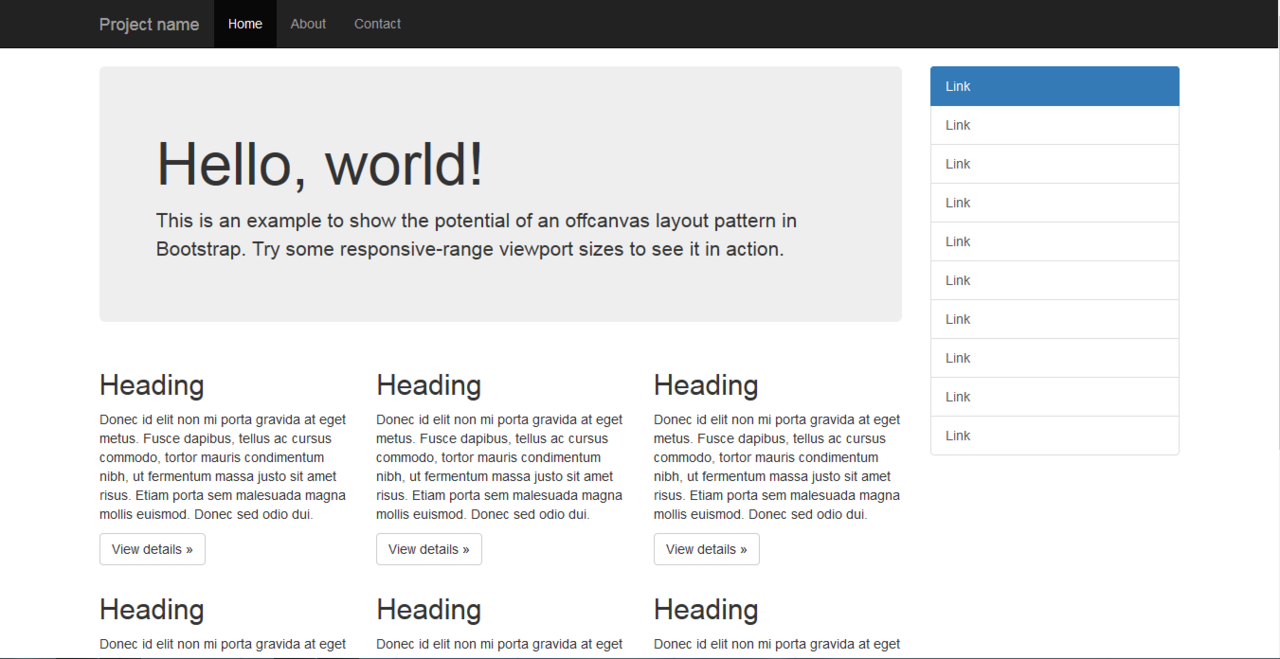 Project name Home About Contact
Hello, world!
This is an example to show the potential of an offcanvas layout pattern in
Bootstrap. Try some responsive-range viewport sizes to see it in action.
Link
Link
Link
Link
Link
Link
Link
Link
Link
Link
Heading
Donec id elit non mi porta gravida at eget
metus. Fusce dapibus, tellus ac cursus
commodo, tortor mauris condimentum
nibh, ut fermentum massa justo sit amet
risus. Etiam porta sem malesuada magna
mollis euismod. Donec sed odio dui.
View details »
Heading
Donec id elit non mi porta gravida at eget
metus. Fusce dapibus, tellus ac cursus
commodo, tortor mauris condimentum
nibh, ut fermentum massa justo sit amet
risus. Etiam porta sem malesuada magna
mollis euismod. Donec sed odio dui.
View details »
Heading
Donec id elit non mi porta gravida at eget
metus. Fusce dapibus, tellus ac cursus
commodo, tortor mauris condimentum
nibh, ut fermentum massa justo sit amet
risus. Etiam porta sem malesuada magna
mollis euismod. Donec sed odio dui.
View details »
Heading
Donec id elit non mi porta gravida at eget
Heading
Donec id elit non mi porta gravida at eget
Heading
Donec id elit non mi porta gravida at eget